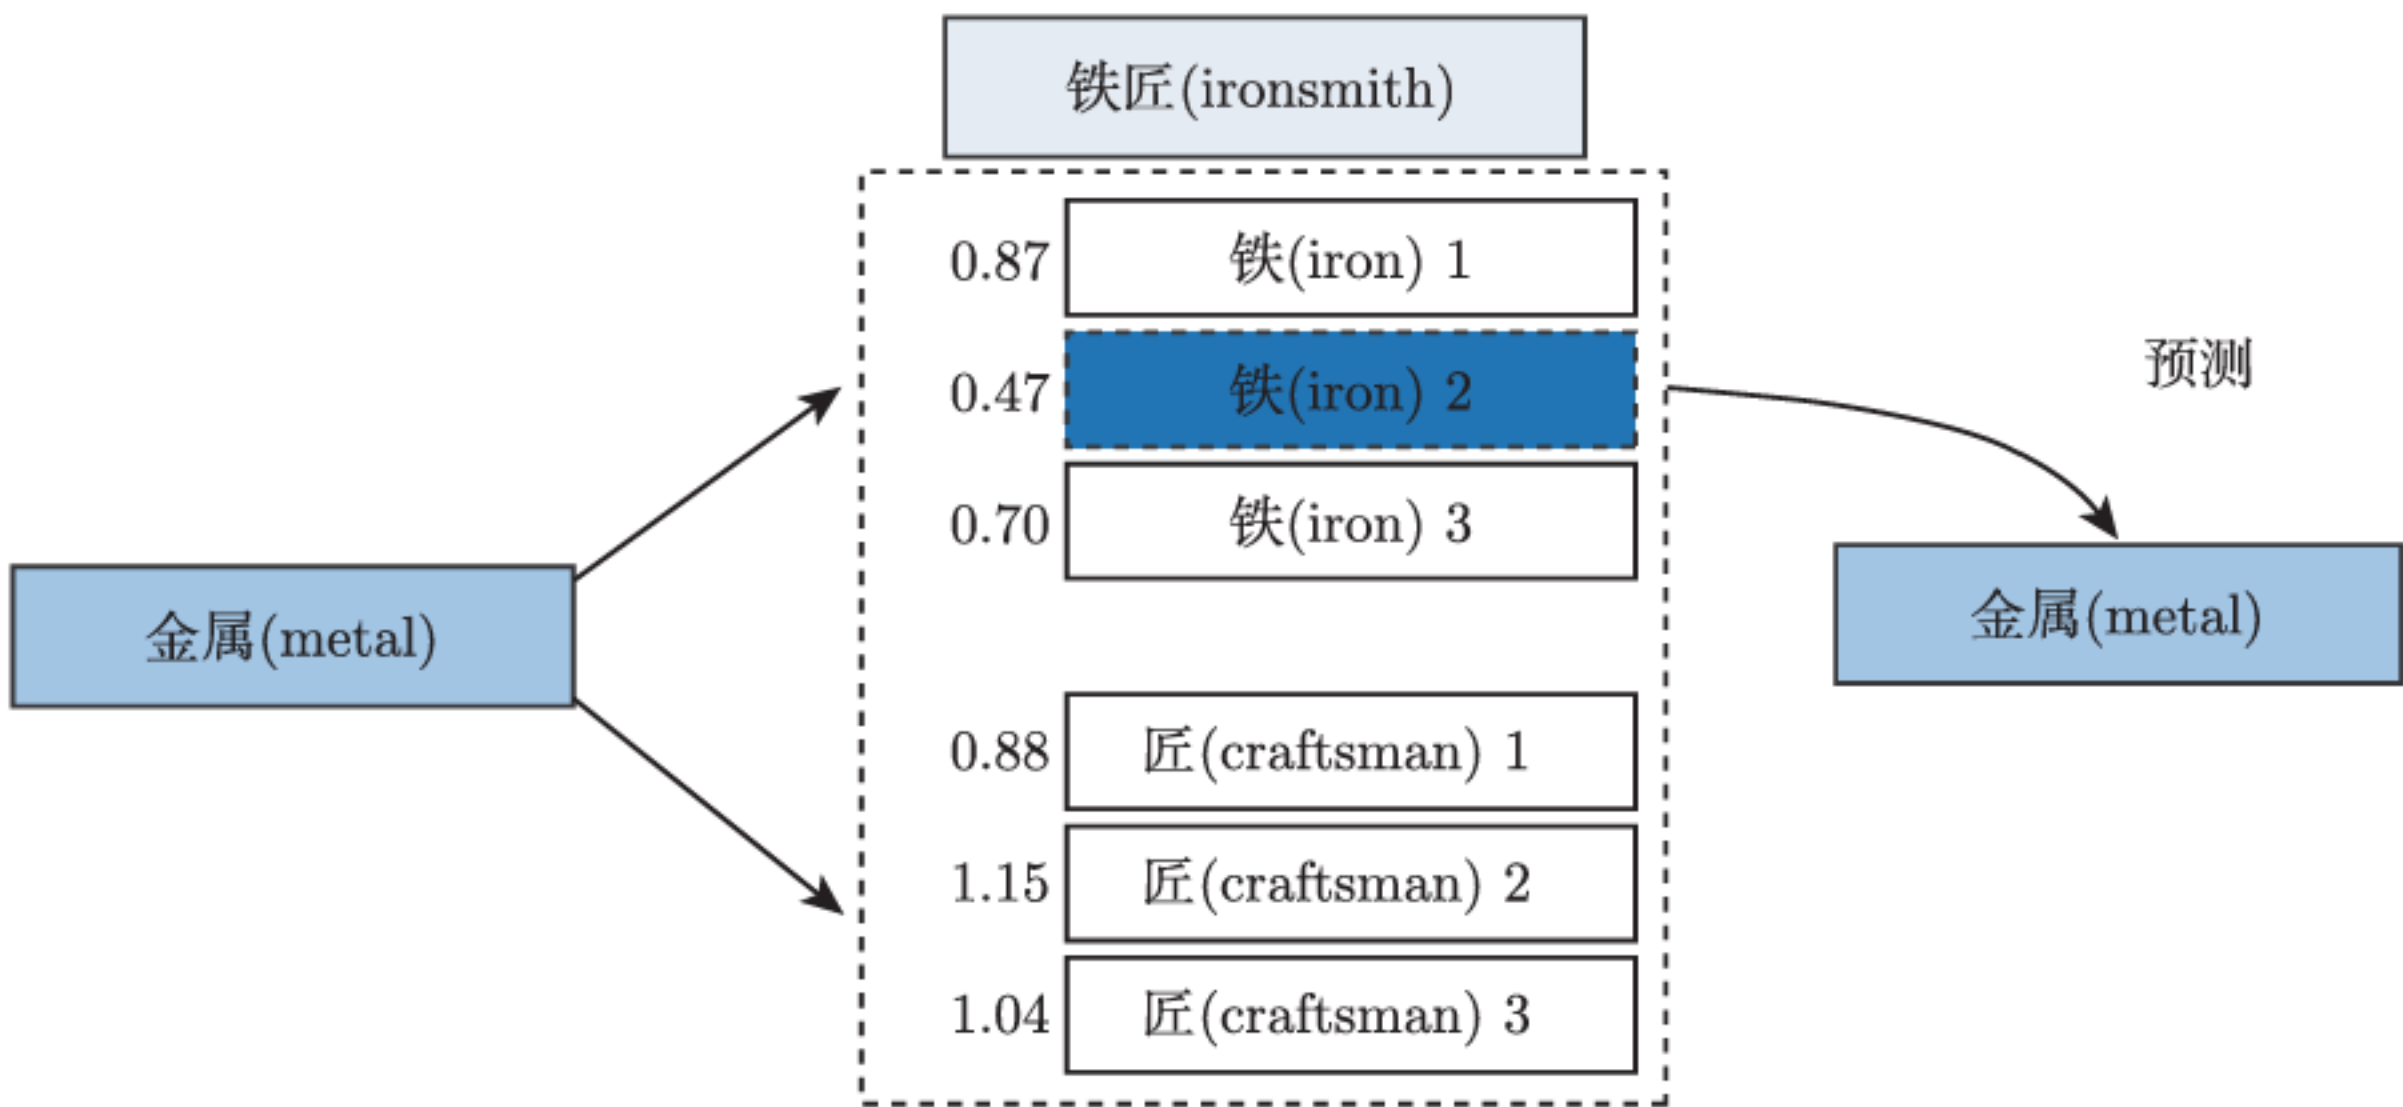 铁匠(ironsmith)
0.87 铁(iron) 1
0.47 铁(iron) 2
预测
0.70 铁(iron) 3
金属(metal)
金属(metal)
0.88 匠(craftsman) 1
1.15 匠(craftsman) 2
1.04 匠(craftsman) 3